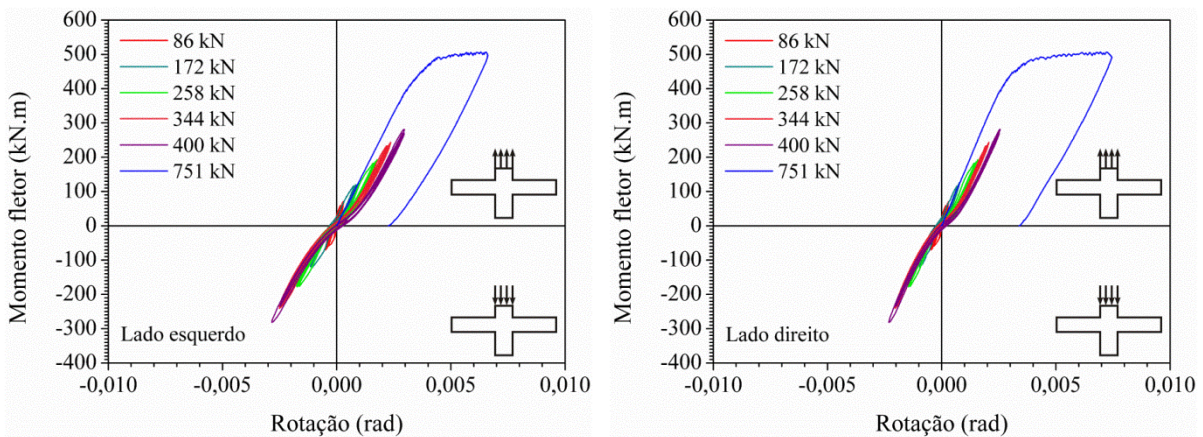 600
500
400
300
200
100
0
-100
-200
-300
-400
Momento fletor (kN.m)
86 kN
172 kN
258 kN
344 kN
400 kN
751 kN
Lado esquerdo
-0,010
-0,005
0,000
0,005
0,010
Rotação (rad)
600
500
400
300
200
100
0
-100
-200
-300
-400
Momento fletor (kN.m)
86 kN
172 kN
258 kN
344 kN
400 kN
751 kN
Lado direito
-0,010
-0,005
0,000
0,005
0,010
Rotação (rad)